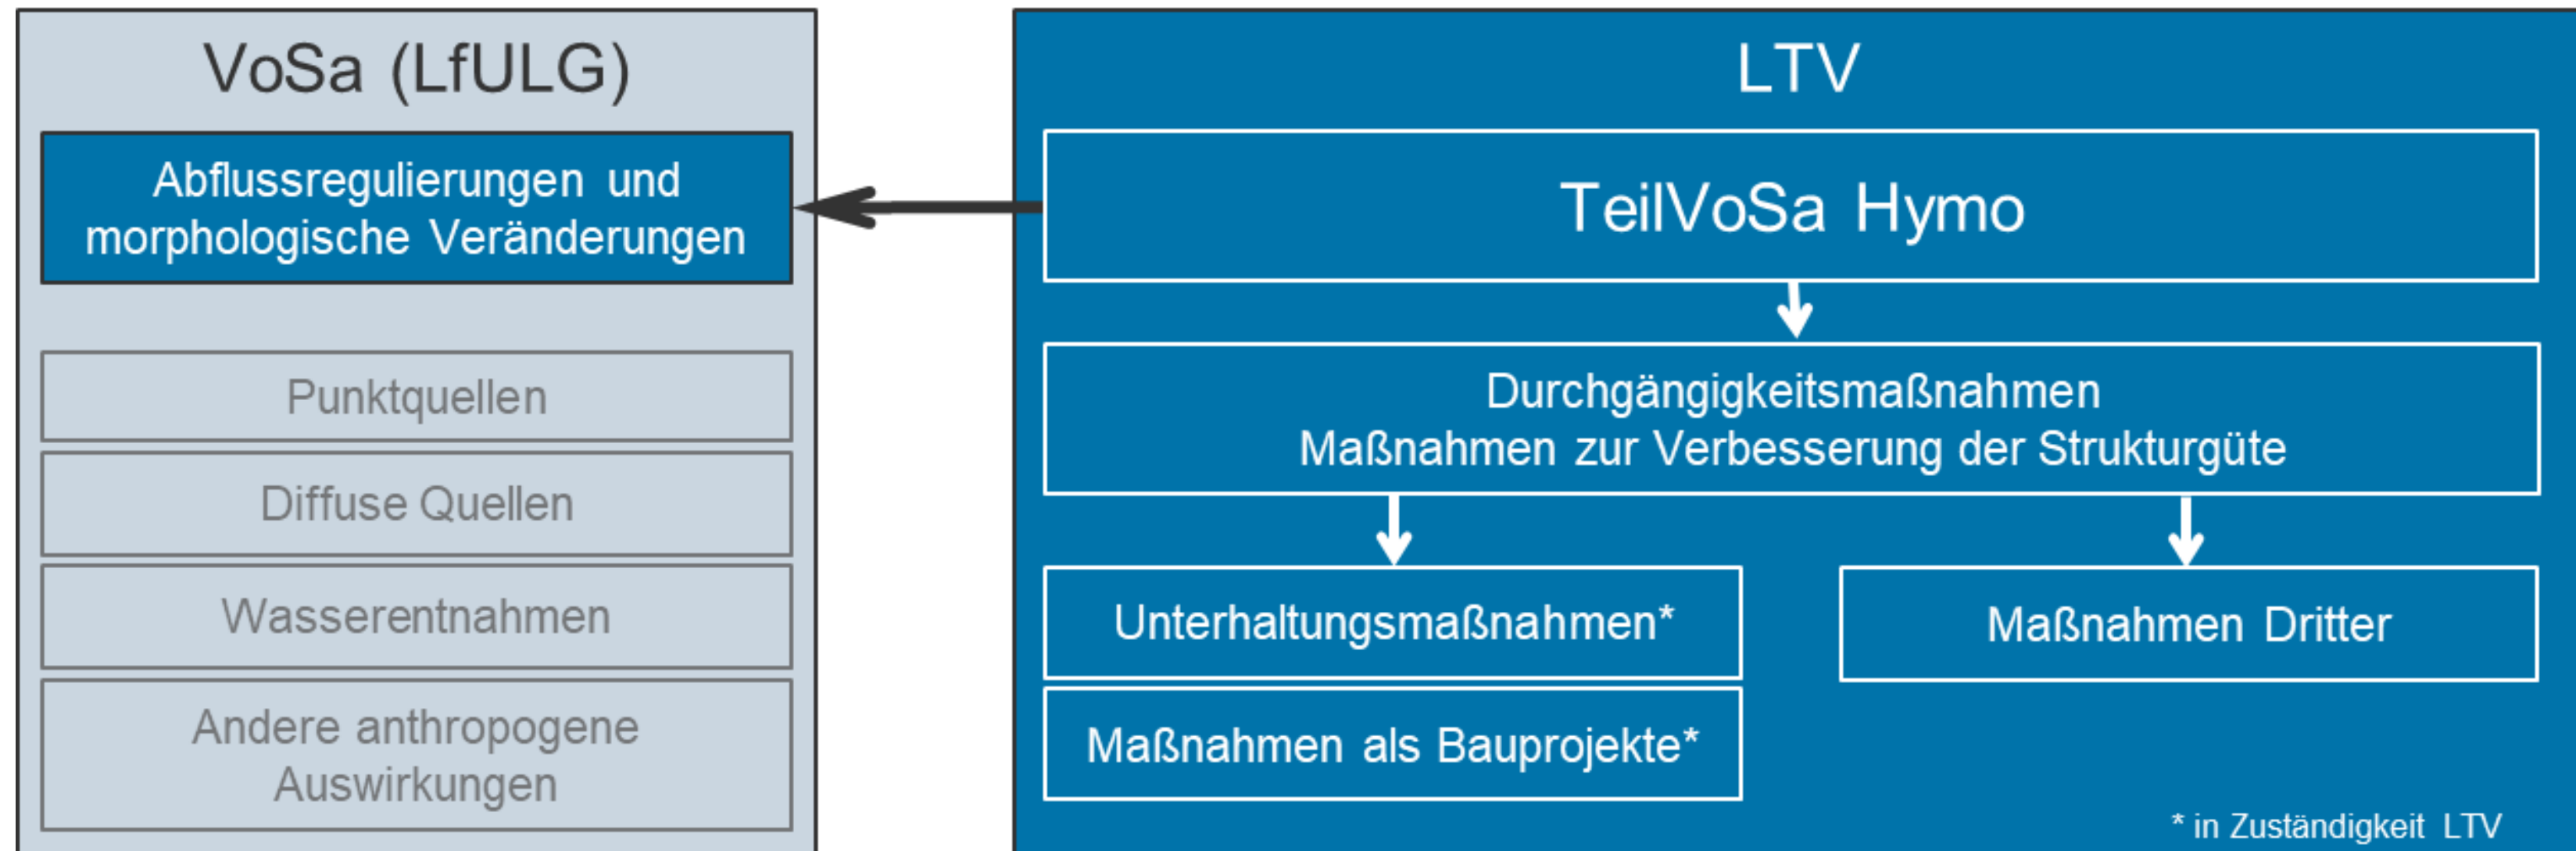 VoSa (LfULG)
Abflussregulierungen und
morphologische Veränderungen
Punktquellen
Diffuse Quellen
Wasserentnahmen
Andere anthropogene
Auswirkungen
LTV
TeilVoSa Hymo
Durchgängigkeitsmaßnahmen
Maßnahmen zur Verbesserung der Strukturgüte
Unterhaltungsmaßnahmen*
Maßnahmen als Bauprojekte*
Maßnahmen Dritter
* in Zuständigkeit LTV